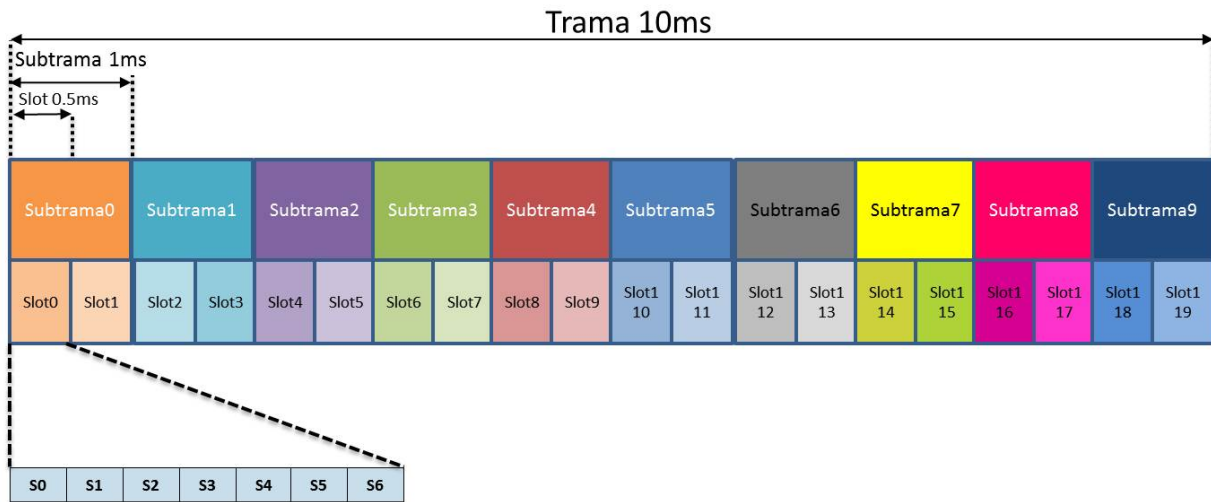 Trama 10ms
Subtrama 1ms
Slot 0.5ms
Subtrama0 Subtrama1 Subtrama2 Subtrama3 Subtrama4 Subtrama5 Subtrama6 Subtrama7 Subtrama8 Subtrama9
Slot0 Slot1 Slot2 Slot3 Slot4 Slot5 Slot6 Slot7 Slot8 Slot9 Slot1 Slot1 Slot1 Slot1 Slot1 Slot1 Slot1 Slot1 Slot1 Slot1
10 11 12 13 14 15 16 17 18 19
S0 S1 S2 S3 S4 S5 S6